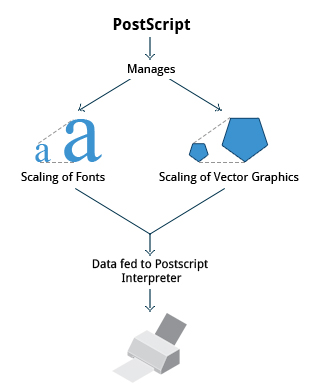 PostScript
Manages
a a
Scaling of Fonts
Scaling of Vector Graphics
Data fed to Postscript
Interpreter